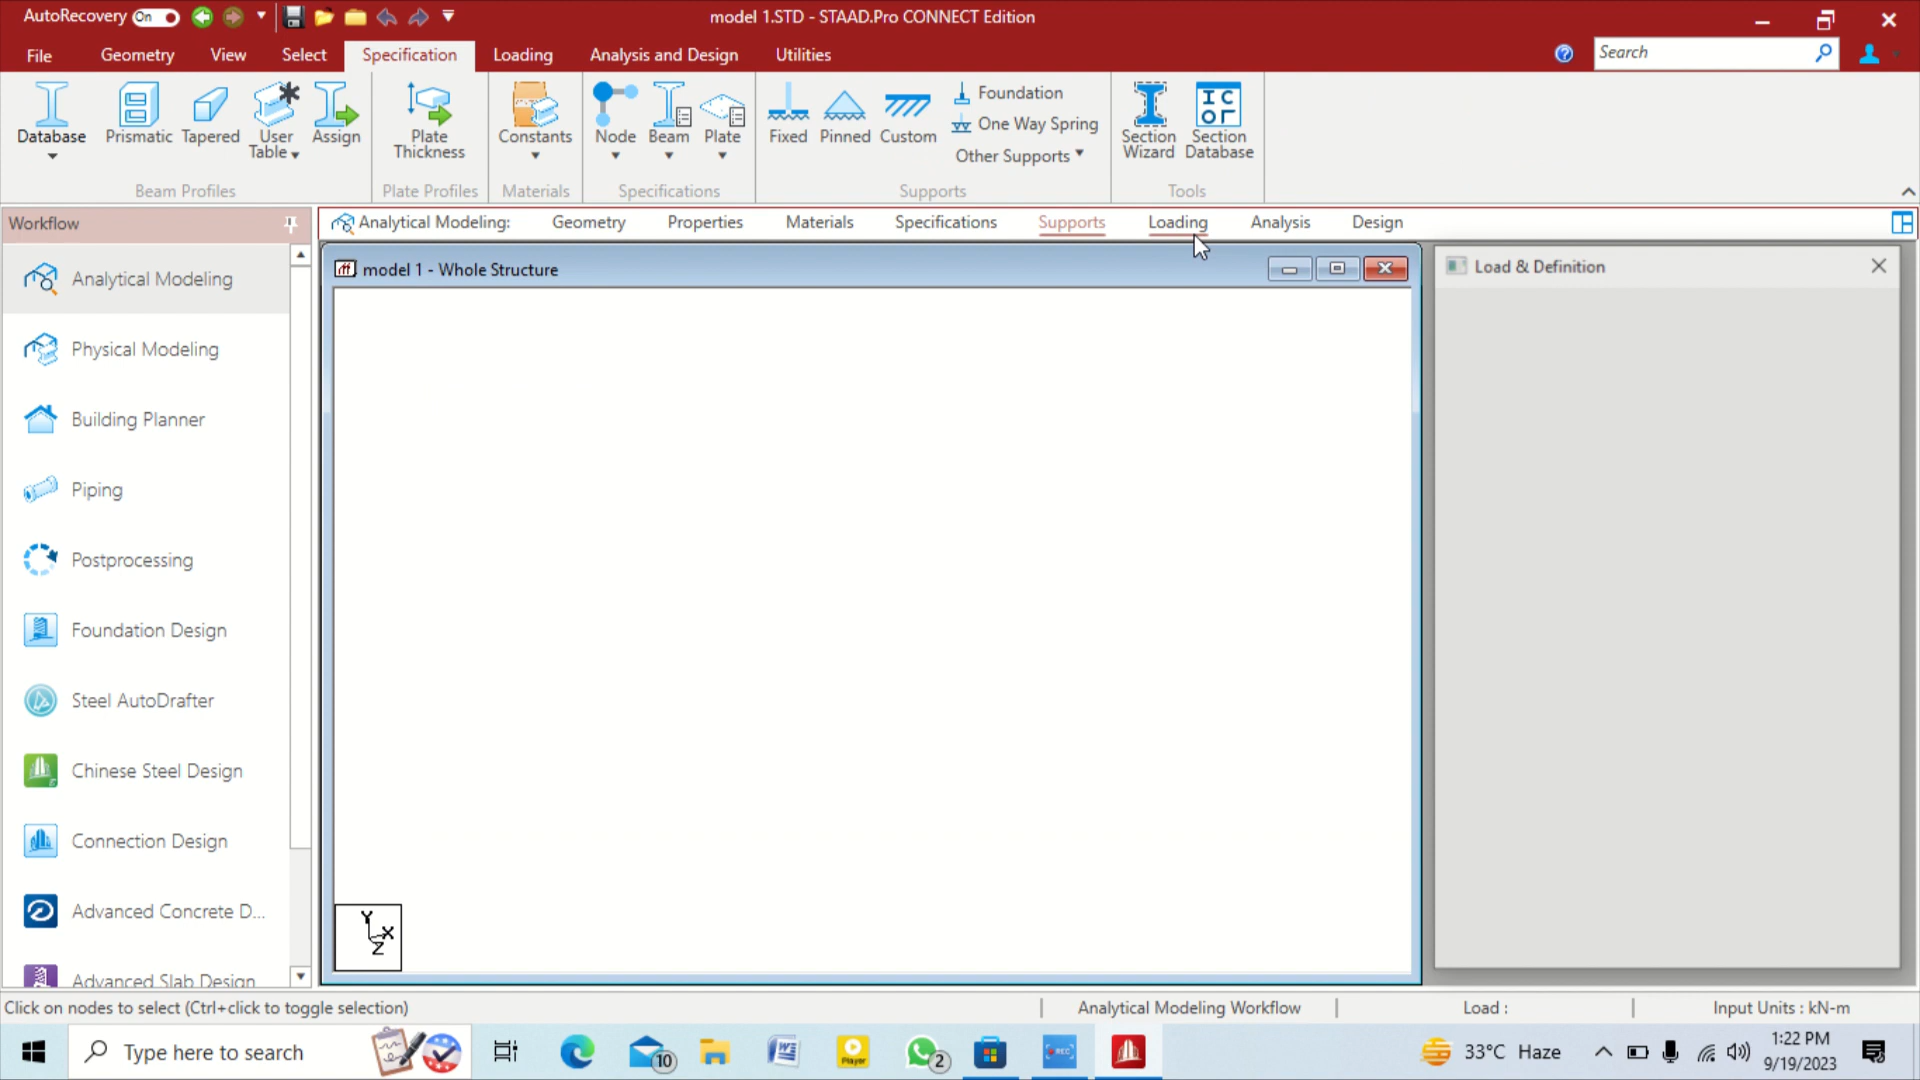 AutoRecovery On
model 1.STD - STAAD.Pro CONNECT Edition
File Geometry View Select Specification Loading Analysis and Design Utilities
Search
Database Prismatic Tapered User Table Assign
Beam Profiles
Plate Thickness
Plate Profiles
Constants
Materials
Node Beam Plate
Specifications
Fixed Pinned Custom
Foundation
One Way Spring
Other Supports
Supports
Section Wizard
Section Database
Tools
Workflow
Analytical Modeling: Geometry Properties Materials Specifications Supports Loading Analysis Design
Analytical Modeling
Physical Modeling
Building Planner
Piping
Postprocessing
Foundation Design
Steel AutoDrafter
Chinese Steel Design
Connection Design
Advanced Concrete D...
Advanced Slab Design
model 1 - Whole Structure
Load & Definition
Y
X
Z
Click on nodes to select (Ctrl+click to toggle selection)
Analytical Modeling Workflow
Load :
Input Units : kN-m
Type here to search
10
Player
2
REC
33°C Haze
1:22 PM
9/19/2023